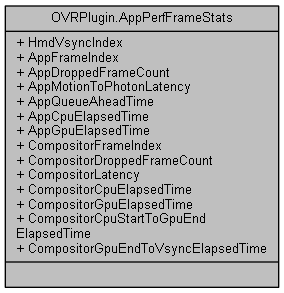 OVRPlugin.AppPerfFrameStats
+ HmdVsyncIndex
+ AppFrameIndex
+ AppDroppedFrameCount
+ AppMotionToPhotonLatency
+ AppQueueAheadTime
+ AppCpuElapsedTime
+ AppGpuElapsedTime
+ CompositorFrameIndex
+ CompositorDroppedFrameCount
+ CompositorLatency
+ CompositorCpuElapsedTime
+ CompositorGpuElapsedTime
+ CompositorCpuStartToGpuEnd
ElapsedTime
+ CompositorGpuEndToVsyncElapsedTime